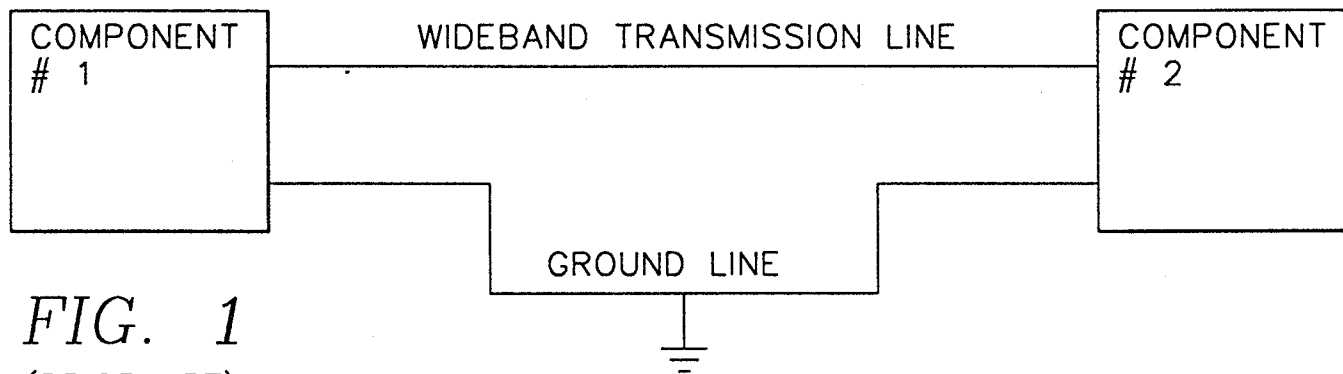 COMPONENT
# 1
WIDEBAND TRANSMISSION LINE
COMPONENT
# 2
GROUND LINE
FIG. 1